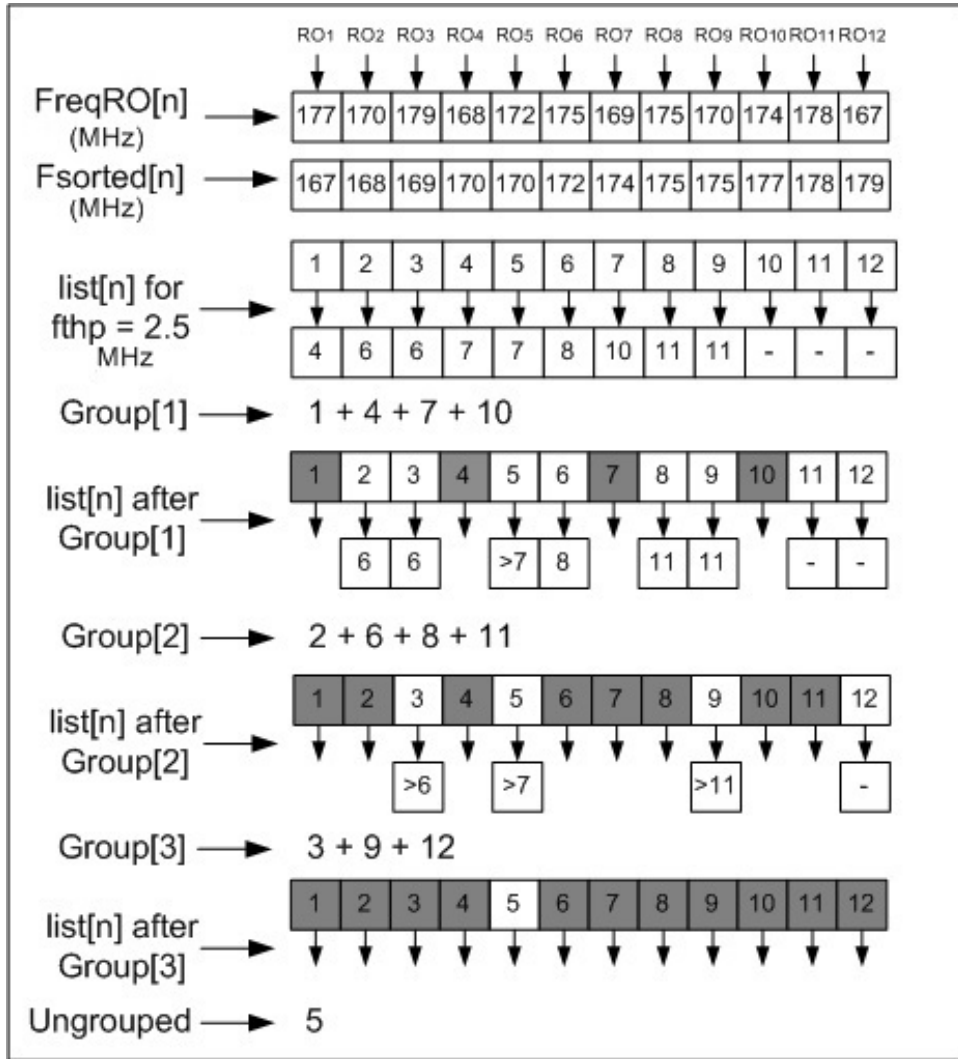 RO1 RO2 RO3 RO4 RO5 RO6 RO7 RO8 RO9 RO10 RO11 RO12
FreqRO[n]
(MHz)
177 170 179 168 172 175 169 175 170 174 178 167
Fsorted[n]
(MHz)
167 168 169 170 170 172 174 175 175 177 178 179
list[n] for
fthp = 2.5
MHz
1 2 3 4 5 6 7 8 9 10 11 12
4 6 6 7 7 8 10 11 11 - - -
Group[1]
1 + 4 + 7 + 10
list[n] after
Group[1]
1 2 3 4 5 6 7 8 9 10 11 12
6 6 >7 8 11 11 - -
Group[2]
2 + 6 + 8 + 11
list[n] after
Group[2]
1 2 3 4 5 6 7 8 9 10 11 12
>6 >7 >11 -
Group[3]
3 + 9 + 12
list[n] after
Group[3]
1 2 3 4 5 6 7 8 9 10 11 12
Ungrouped
5